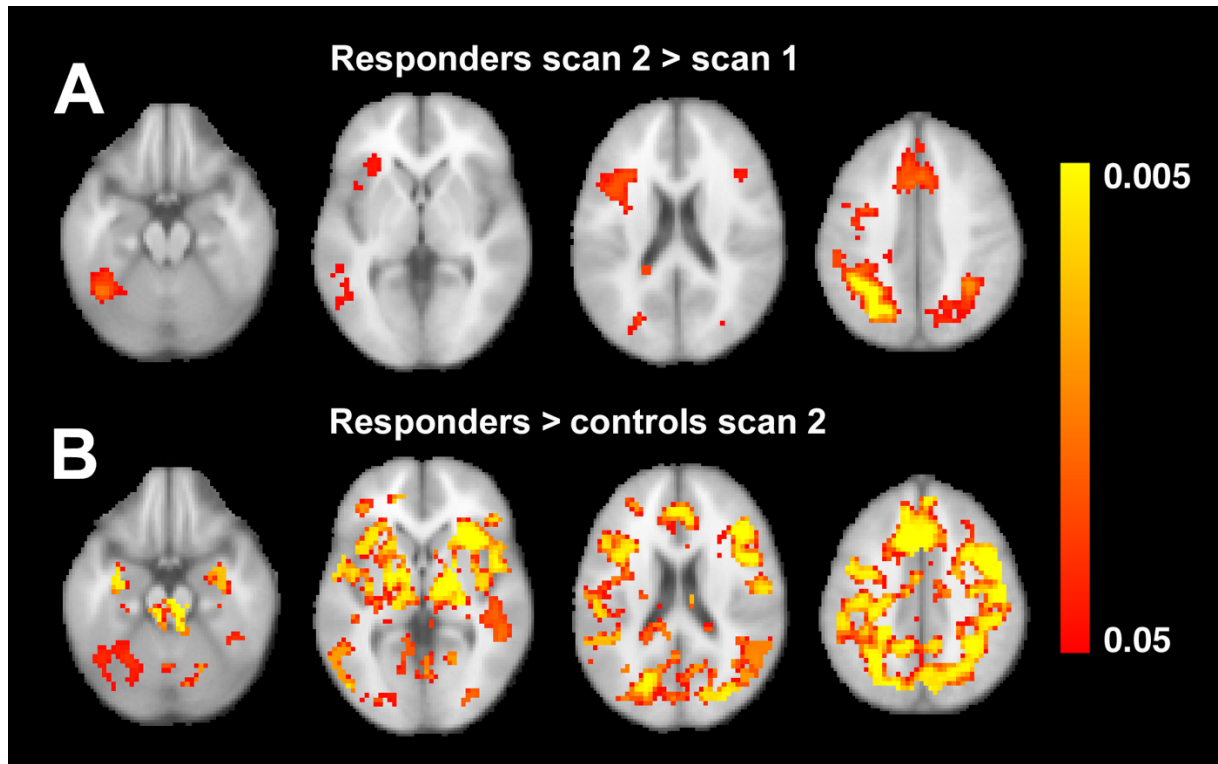 A
Responders scan 2 > scan 1
0.005
B
Responders > controls scan 2
0.05